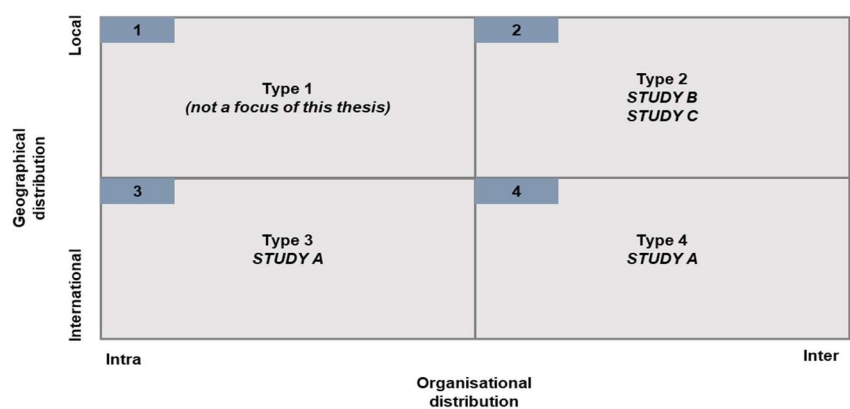 Local
1
Type 1
(not a focus of this thesis)
2
Type 2
STUDY B
STUDY C
Geographical
distribution
3
Type 3
STUDY A
4
Type 4
STUDY A
International
Intra
Inter
Organisational
distribution